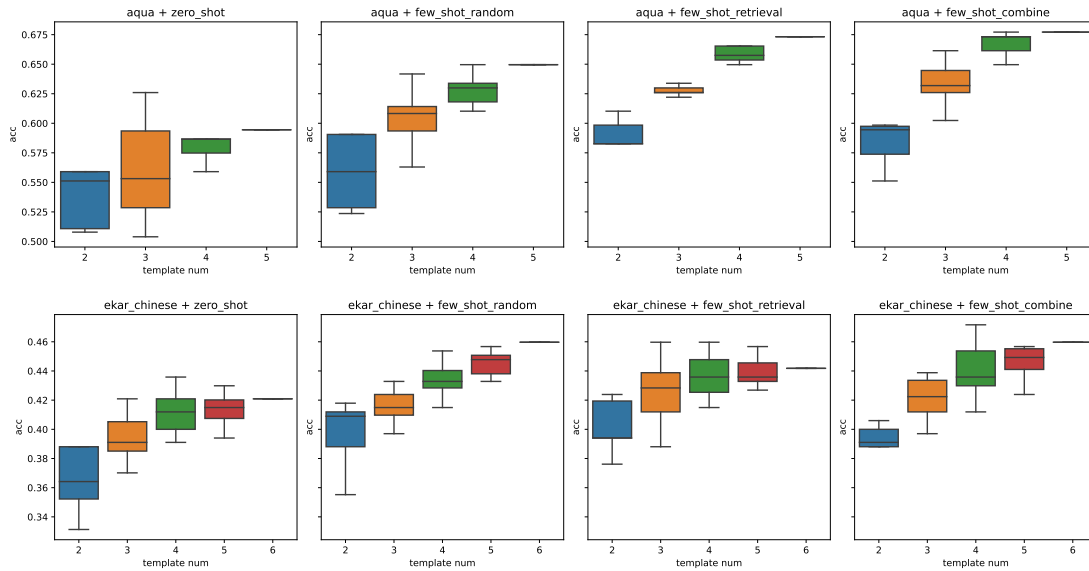 aqua + zero_shot
aqua + few_shot_random
aqua + few_shot_retrieval
aqua + few_shot_combine
0.675
0.650
0.625
0.600
0.575
0.550
0.525
0.500
acc
acc
acc
acc
2 3 4 5
2 3 4 5
2 3 4 5
2 3 4 5
template num
template num
template num
template num
ekar_chinese + zero_shot
ekar_chinese + few_shot_random
ekar_chinese + few_shot_retrieval
ekar_chinese + few_shot_combine
0.46
0.44
0.42
0.40
0.38
0.36
0.34
acc
acc
acc
acc
2 3 4 5 6
2 3 4 5 6
2 3 4 5 6
2 3 4 5 6
template num
template num
template num
template num